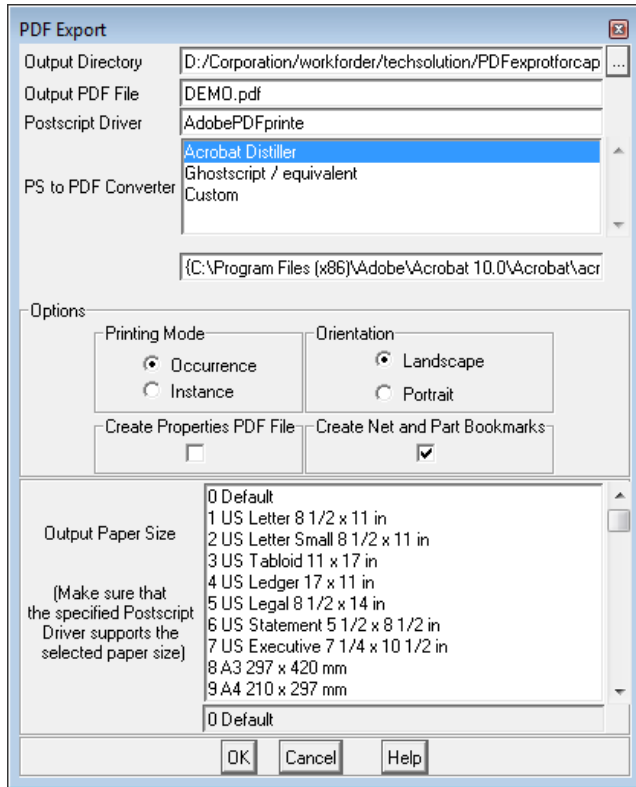 PDF Export
Output Directory
D:/Corporation/workforder/techsolution/PDFexprotforcap
...
Output PDF File
DEMO.pdf
Postscript Driver
AdobePDFprinte
PS to PDF Converter
Acrobat Distiller
Ghostscript / equivalent
Custom
{C:\Program Files (x86)\Adobe\Acrobat 10.0\Acrobat\acr
Options
Printing Mode
Occurrence
Instance
Orientation
Landscape
Portrait
Create Properties PDF File
Create Net and Part Bookmarks
Output Paper Size
(Make sure that
the specified Postscript
Driver supports the
selected paper size)
0 Default
1 US Letter 8 1/2 x 11 in
2 US Letter Small 8 1/2 x 11 in
3 US Tabloid 11 x 17 in
4 US Ledger 17 x 11 in
5 US Legal 8 1/2 x 14 in
6 US Statement 5 1/2 x 8 1/2 in
7 US Executive 7 1/4 x 10 1/2 in
8 A3 297 x 420 mm
9 A4 210 x 297 mm
0 Default
OK
Cancel
Help